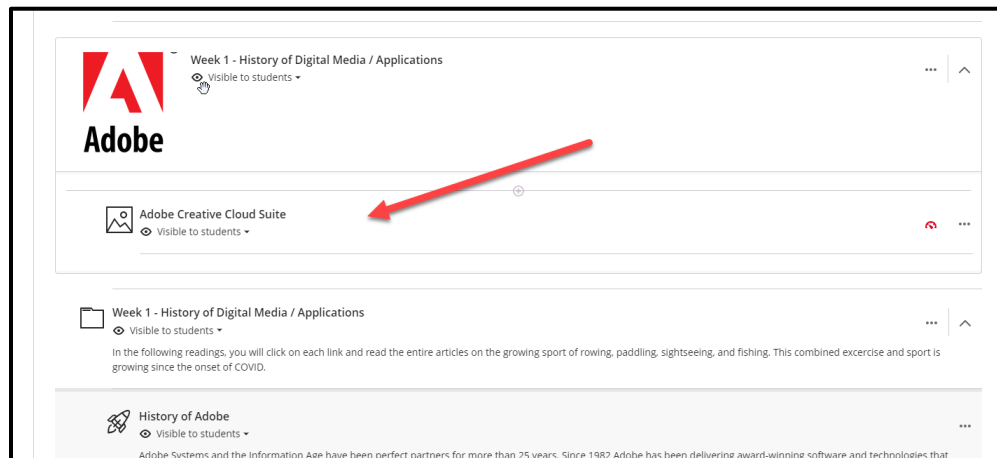 Week 1 - History of Digital Media / Applications
Visible to students
Adobe
Adobe Creative Cloud Suite
Visible to students
Week 1 - History of Digital Media / Applications
Visible to students
In the following readings, you will click on each link and read the entire articles on the growing sport of rowing, paddling, sightseeing, and fishing. This combined excercise and sport is
growing since the onset of COVID.
History of Adobe
Visible to students
Adobe Systems and the Information Age have been perfect partners for more than 25 years. Since 1982 Adobe has been delivering award-winning software and technologies that